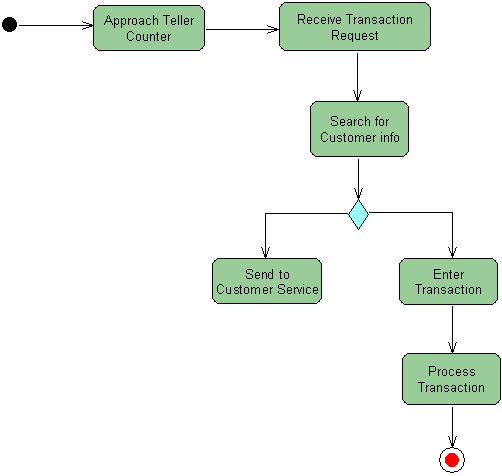 Approach Teller
Counter
Receive Transaction
Request
Search for
Customer info
Send to
Customer Service
Enter
Transaction
Process
Transaction